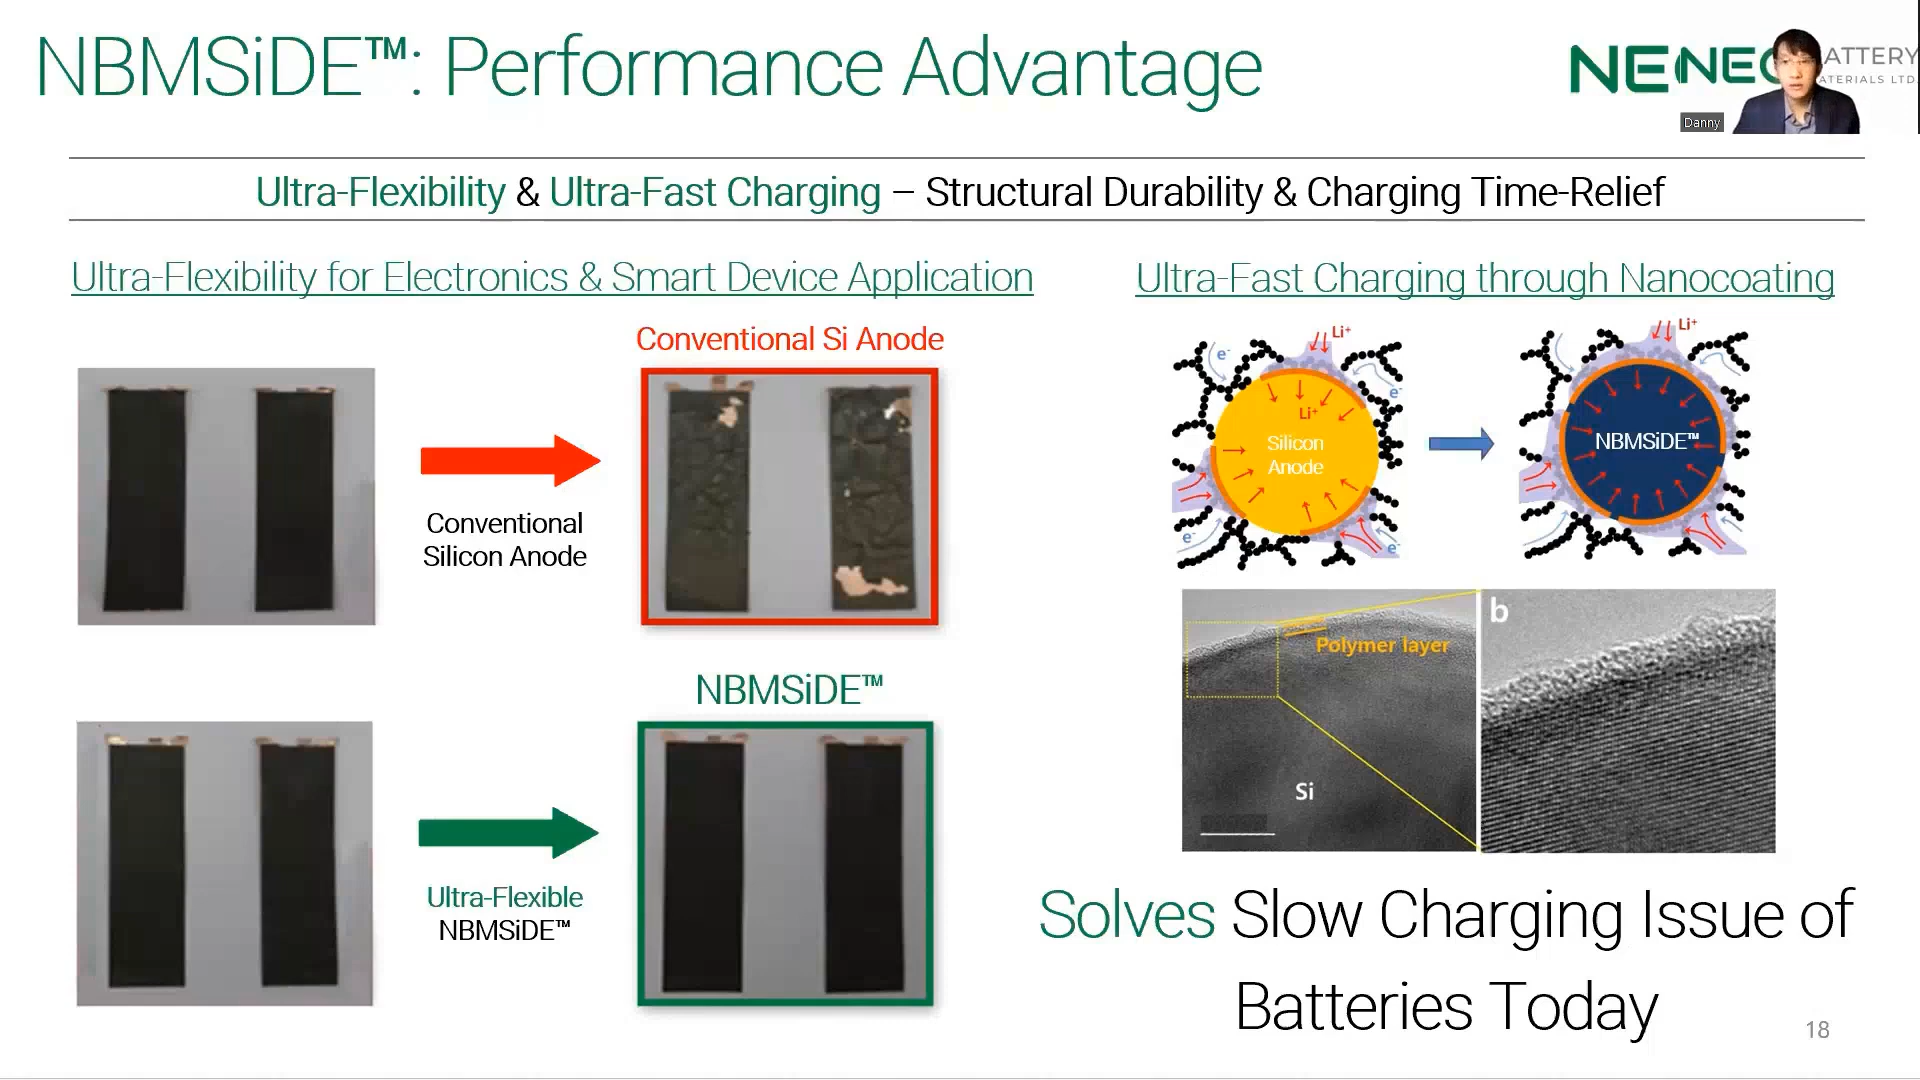 NBMSiDE™: Performance Advantage
NENEO BATTERY
MATERIALS LTD
Danny
Ultra-Flexibility & Ultra-Fast Charging – Structural Durability & Charging Time-Relief
Ultra-Flexibility for Electronics & Smart Device Application
Conventional Si Anode
Conventional
Silicon Anode
NBMSiDE™
Ultra-Flexible
NBMSiDE™
Ultra-Fast Charging through Nanocoating
Li⁺
e⁻
e⁻
Li⁺
Silicon
Anode
e⁻
e⁻
Li⁺
NBMSiDE™
Polymer layer
Si
b
Solves Slow Charging Issue of
Batteries Today
18